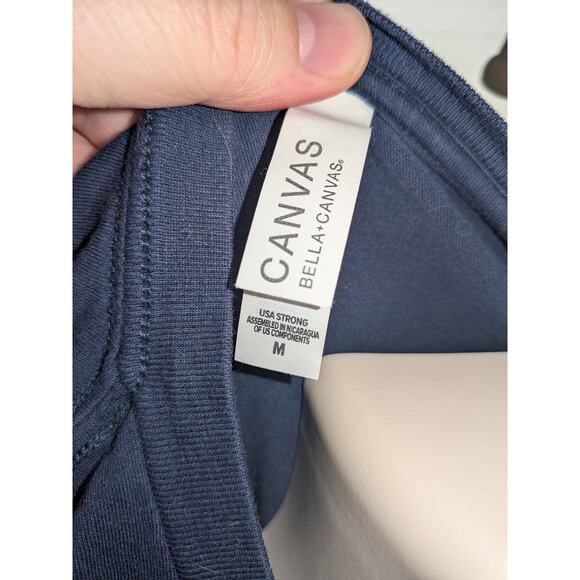 CANVAS
BELLA+CANVAS®
USA STRONG
ASSEMBLED IN NICARAGUA
OF US COMPONENTS
M